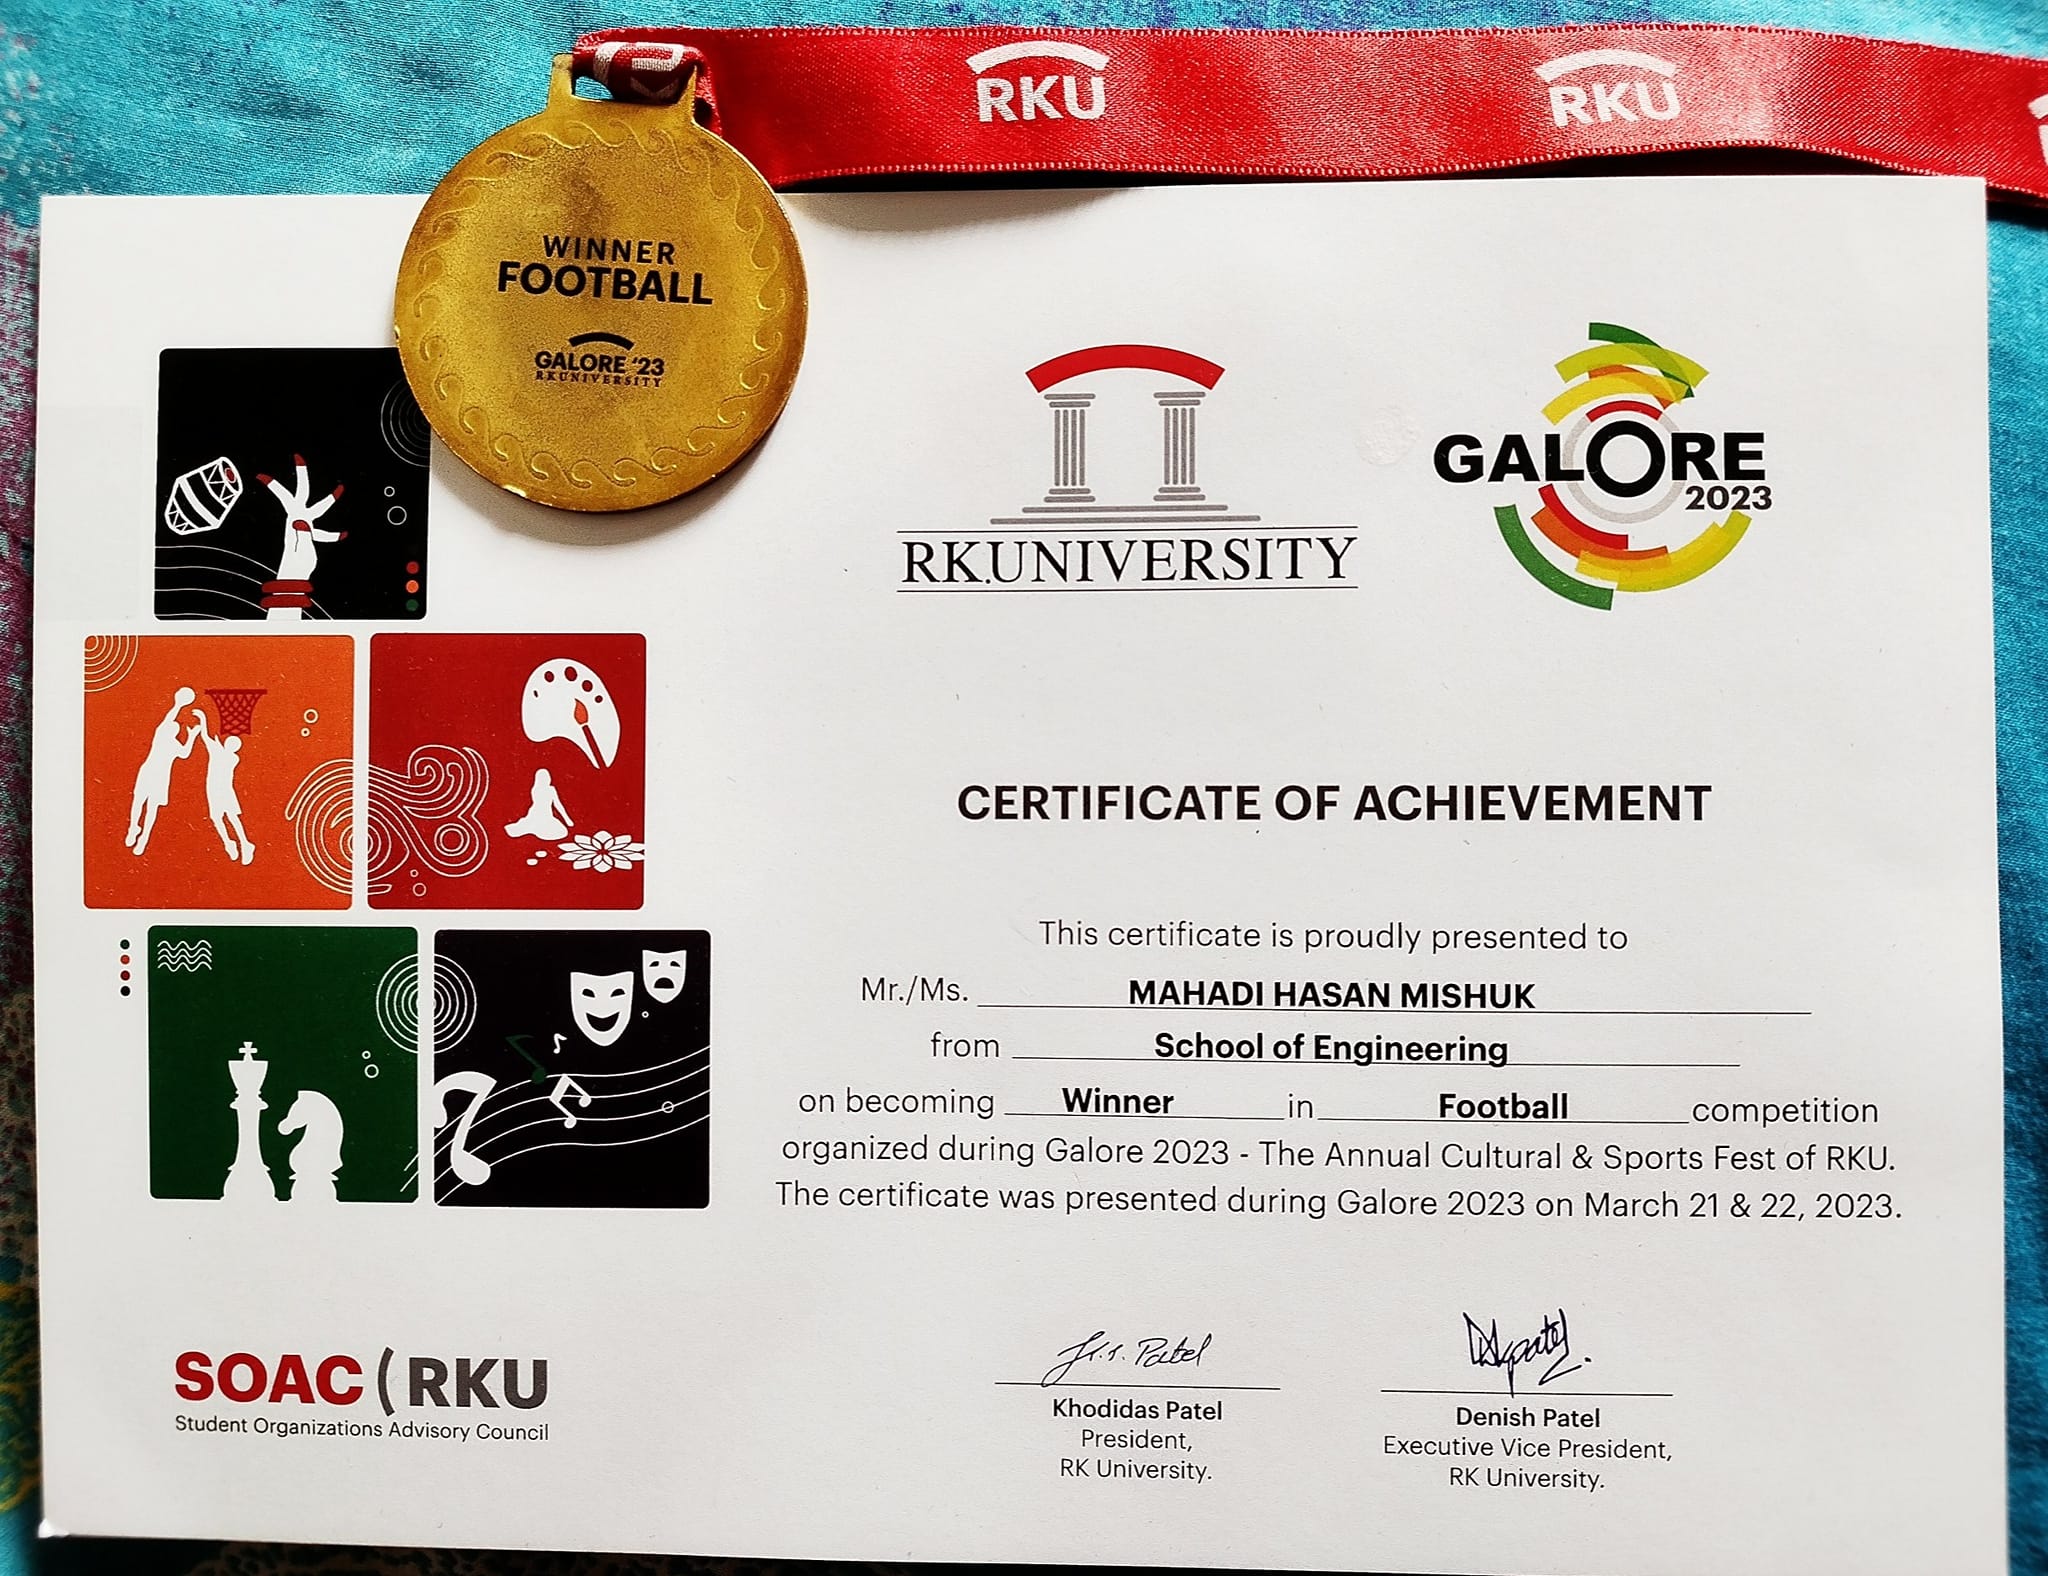 RKU
RKU
WINNER
FOOTBALL
GALORE '23
RKUNIVERSITY
RK.UNIVERSITY
GALORE
2023
CERTIFICATE OF ACHIEVEMENT
This certificate is proudly presented to
Mr./Ms. MAHADI HASAN MISHUK
from School of Engineering
on becoming Winner in Football competition
organized during Galore 2023 - The Annual Cultural & Sports Fest of RKU.
The certificate was presented during Galore 2023 on March 21 & 22, 2023.
SOAC (RKU
Student Organizations Advisory Council
Khodidas Patel
President,
RK University.
Denish Patel
Executive Vice President,
RK University.